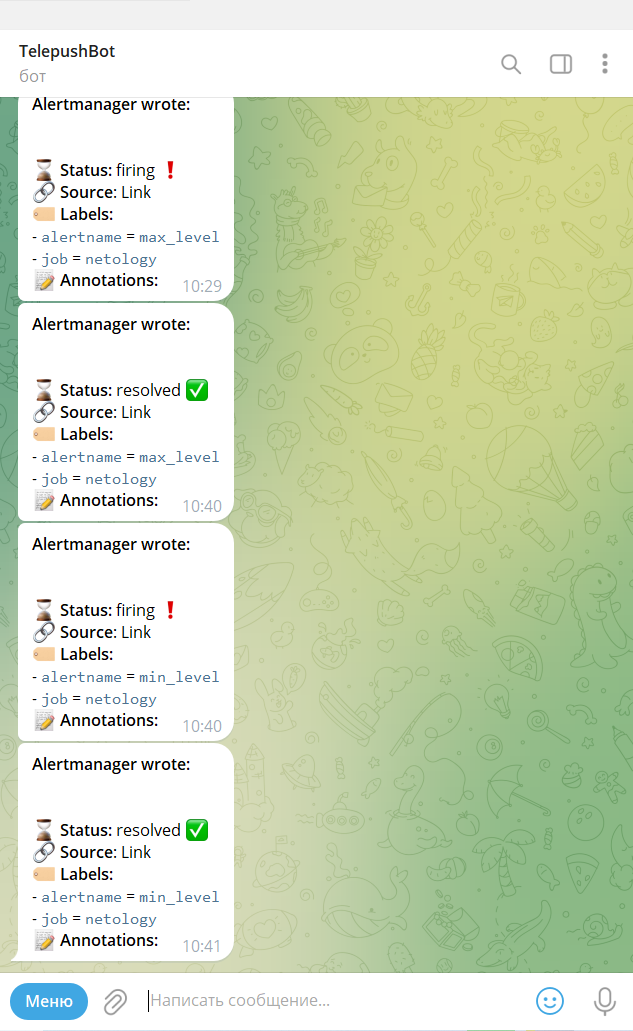 TelepushBot
бот
Alertmanager wrote:
Status: firing ❗
Source: Link
Labels:
- alertname = max_level
- job = netology
Annotations:
10:29
Alertmanager wrote:
Status: resolved ✅
Source: Link
Labels:
- alertname = max_level
- job = netology
Annotations:
10:40
Alertmanager wrote:
Status: firing ❗
Source: Link
Labels:
- alertname = min_level
- job = netology
Annotations:
10:40
Alertmanager wrote:
Status: resolved ✅
Source: Link
Labels:
- alertname = min_level
- job = netology
Annotations:
10:41
Меню
Написать сообщение...